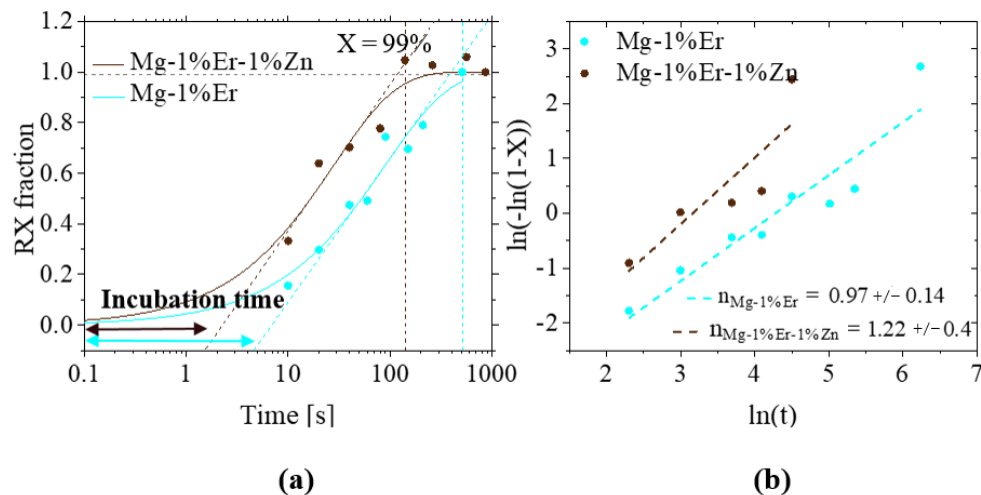 1.2
1.0
0.8
0.6
0.4
0.2
0.0
RX fraction
X = 99%
Mg-1%Er-1%Zn
Mg-1%Er
Incubation time
0.1 1 10 100 1000
Time [s]
(a)
3
2
1
0
-1
-2
ln(-ln(1-X))
Mg-1%Er
Mg-1%Er-1%Zn
nMg-1%Er = 0.97 +/- 0.14
nMg-1%Er-1%Zn = 1.22 +/- 0.4
2 3 4 5 6 7
ln(t)
(b)